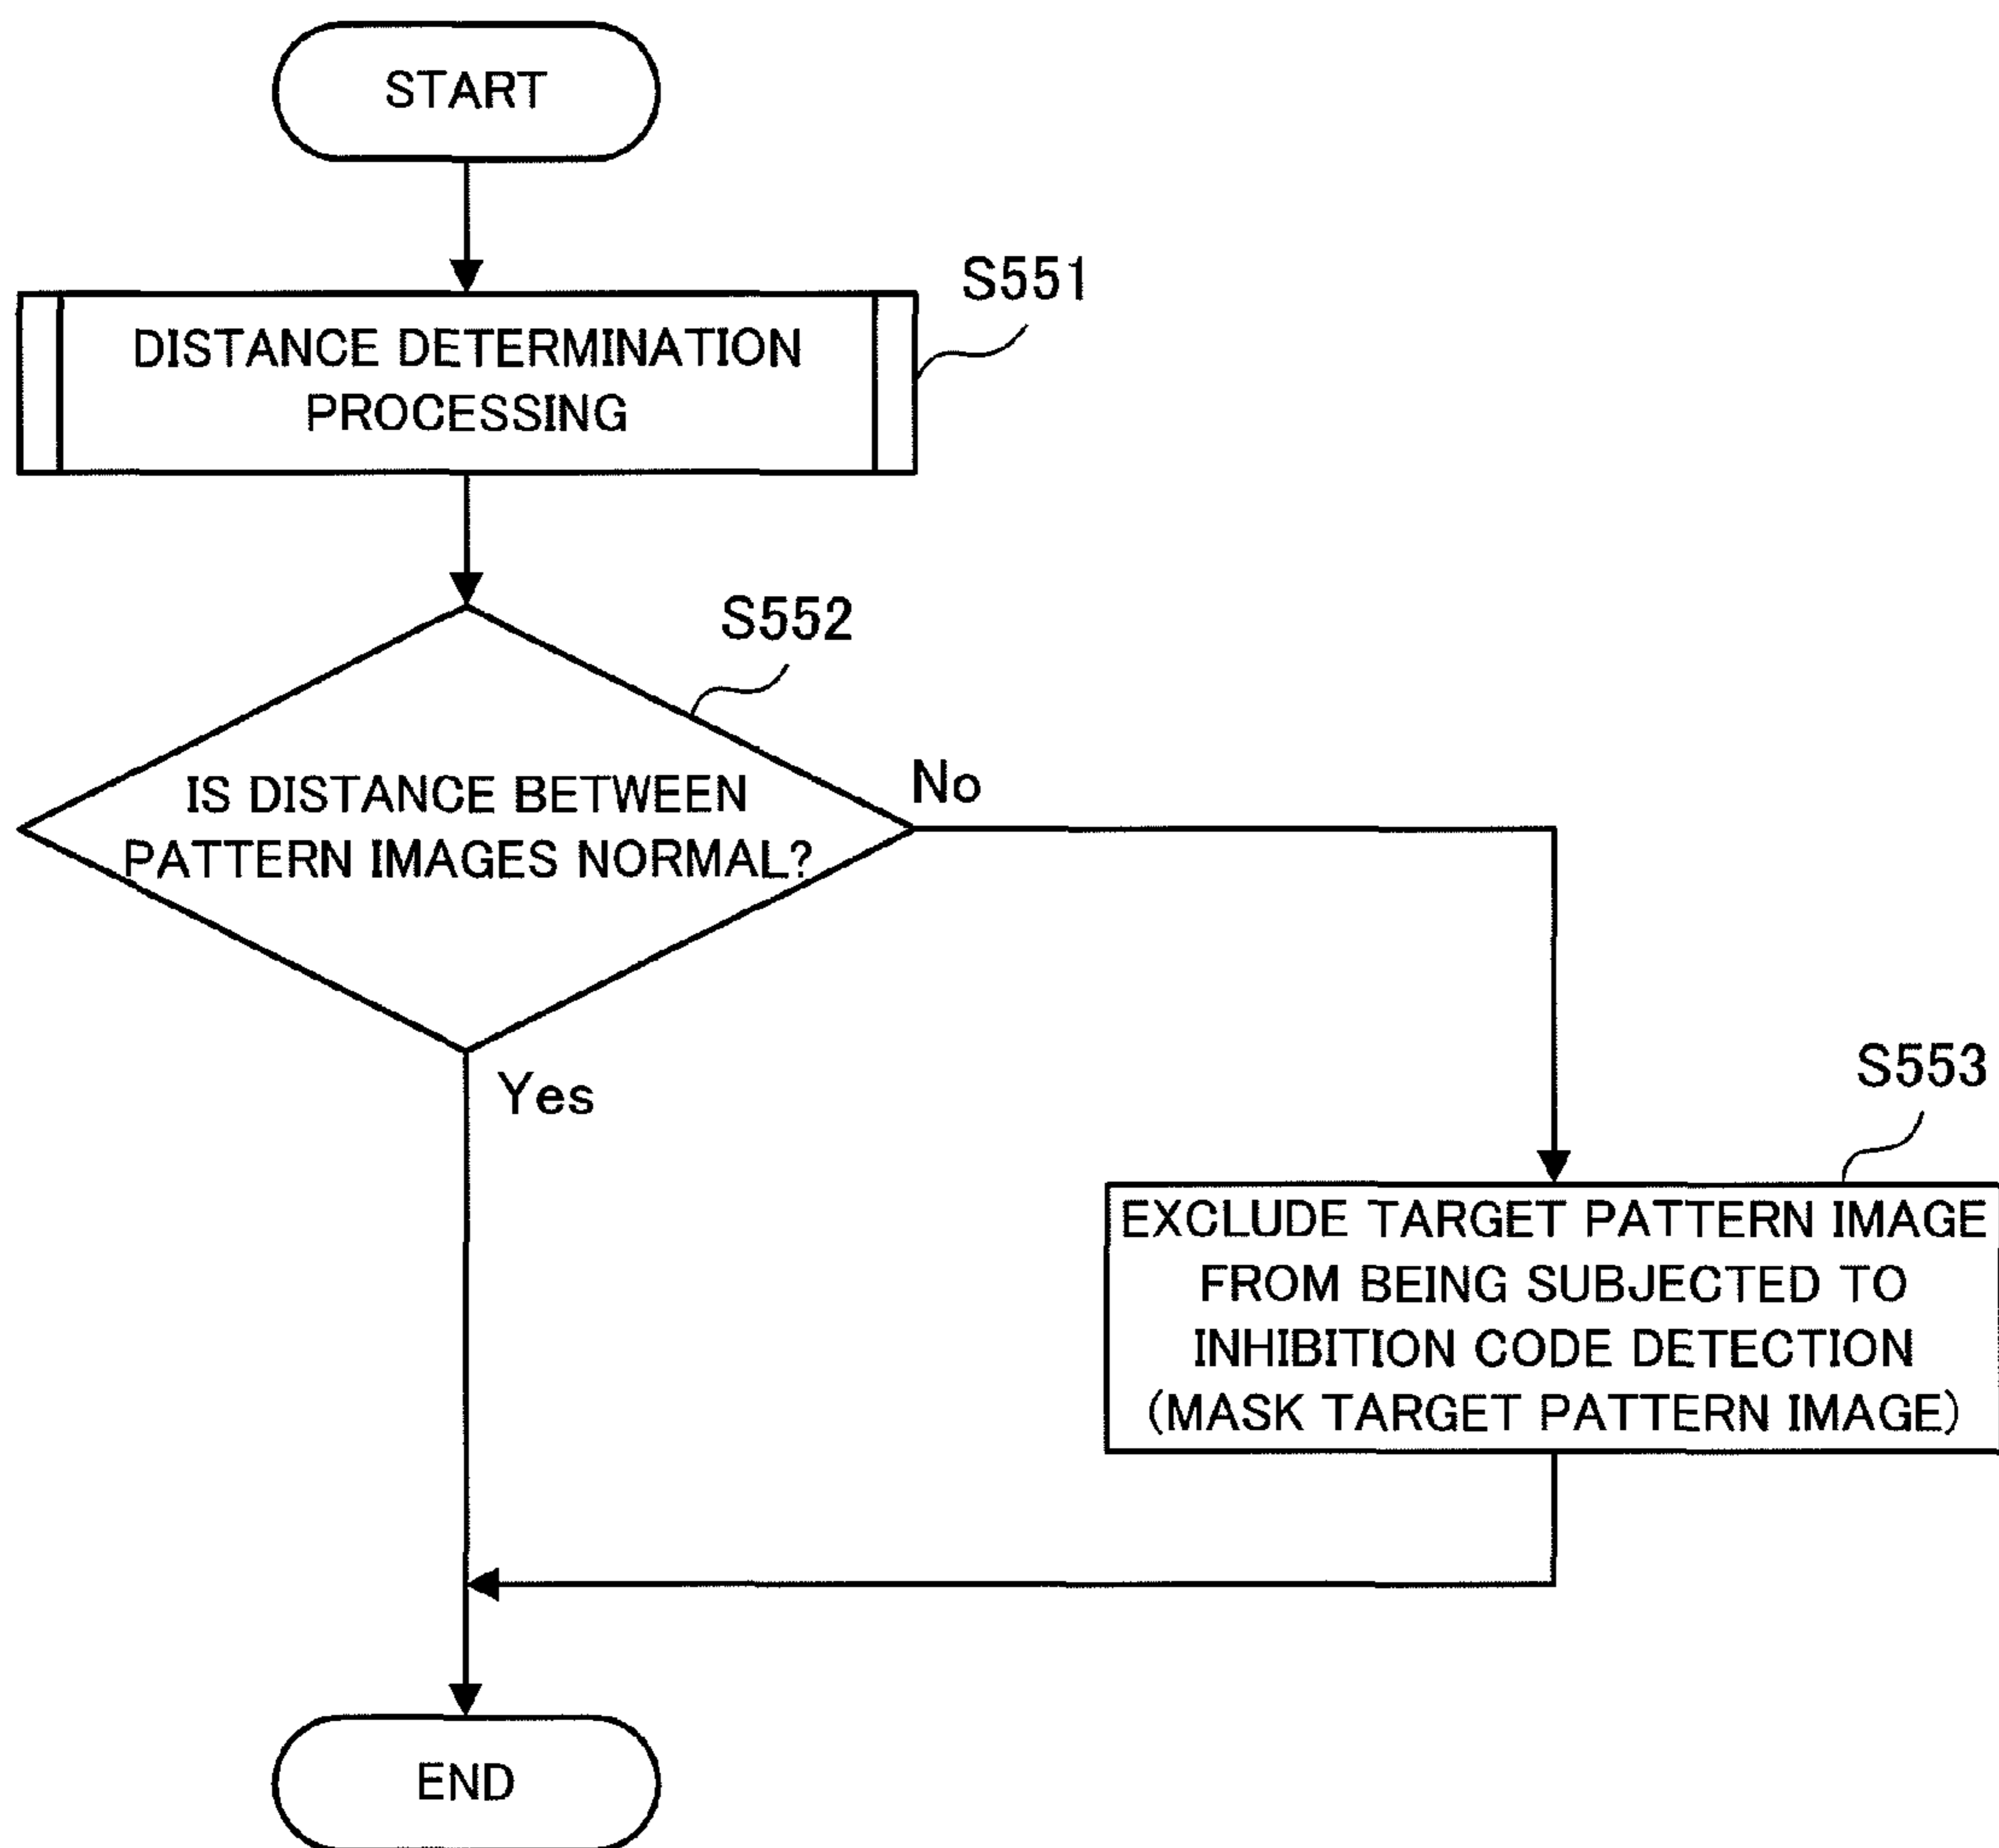 START
S551
DISTANCE DETERMINATION
PROCESSING
S552
IS DISTANCE BETWEEN
PATTERN IMAGES NORMAL?
No
Yes
S553
EXCLUDE TARGET PATTERN IMAGE
FROM BEING SUBJECTED TO
INHIBITION CODE DETECTION
(MASK TARGET PATTERN IMAGE)
END